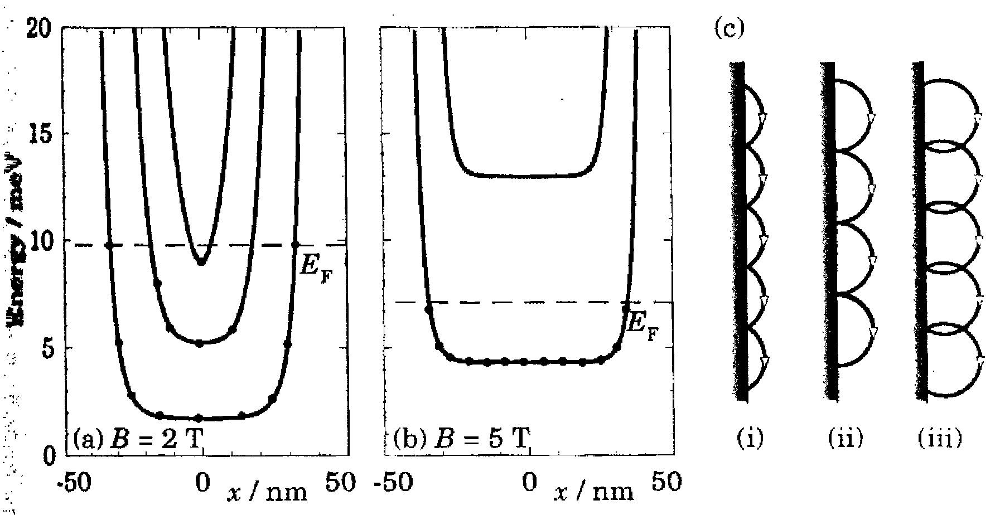 20
15
10
5
0
Energy / meV
E_F
(a) B = 2 T
-50
0
50
x / nm
E_F
(b) B = 5 T
-50
0
50
x / nm
(c)
(i)
(ii)
(iii)